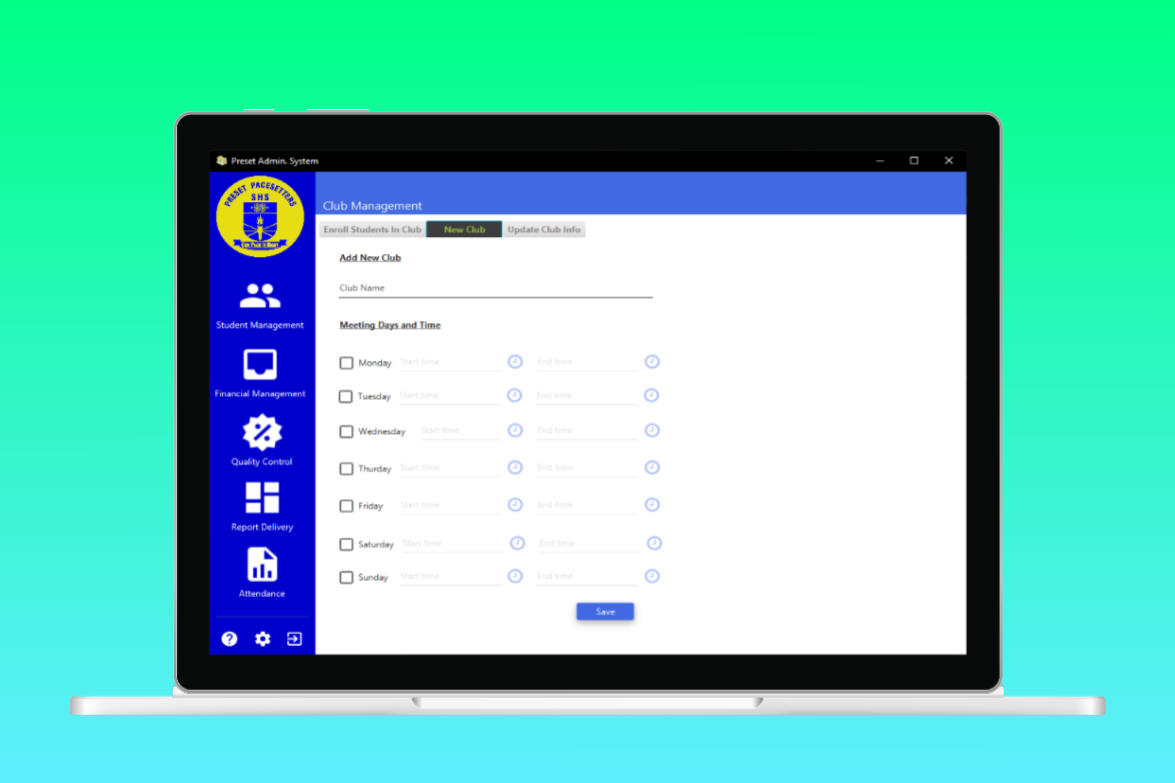 Preset Admin. System
PRESET PACESETTERS
SHS
Club Management
Enroll Students In Club New Club Update Club Info
Add New Club
Club Name
Meeting Days and Time
Monday Start time End time
Tuesday Start time End time
Wednesday Start time End time
Thurday Start time End time
Friday Start time End time
Saturday Start time End time
Sunday Start time End time
Save
Student Management
Financial Management
Quality Control
Report Delivery
Attendance